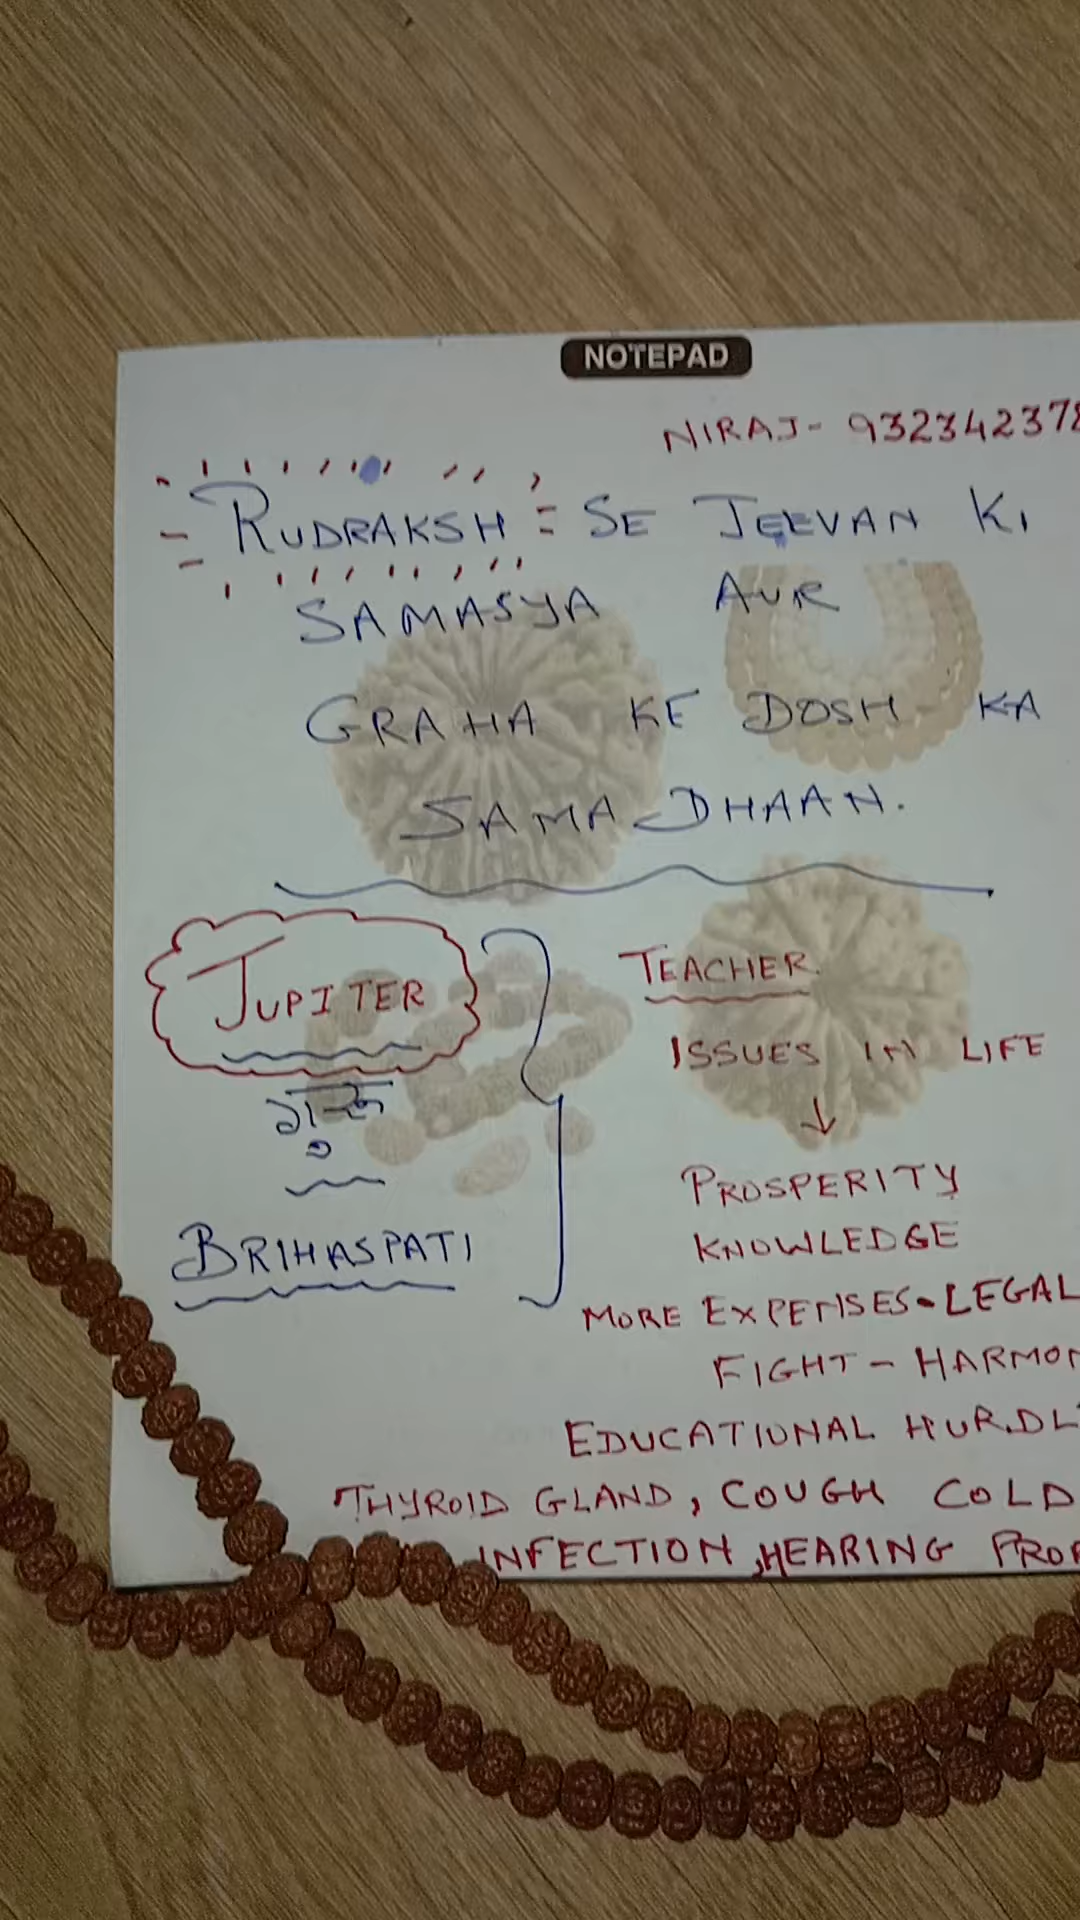 NOTEPAD
NIRAJ- 932342378
RUDRAKSH SE JEEVAN KI
SAMASYA AUR
GRAHA KE DOSH KA
SAMADHAAN.
JUPITER
गुरु
BRIHASPATI
TEACHER
ISSUES IN LIFE
PROSPERITY
KNOWLEDGE
MORE EXPENSES-LEGAL
FIGHT - HARMON
EDUCATIONAL HURDL
THYROID GLAND, COUGH COLD
INFECTION, HEARING PROB